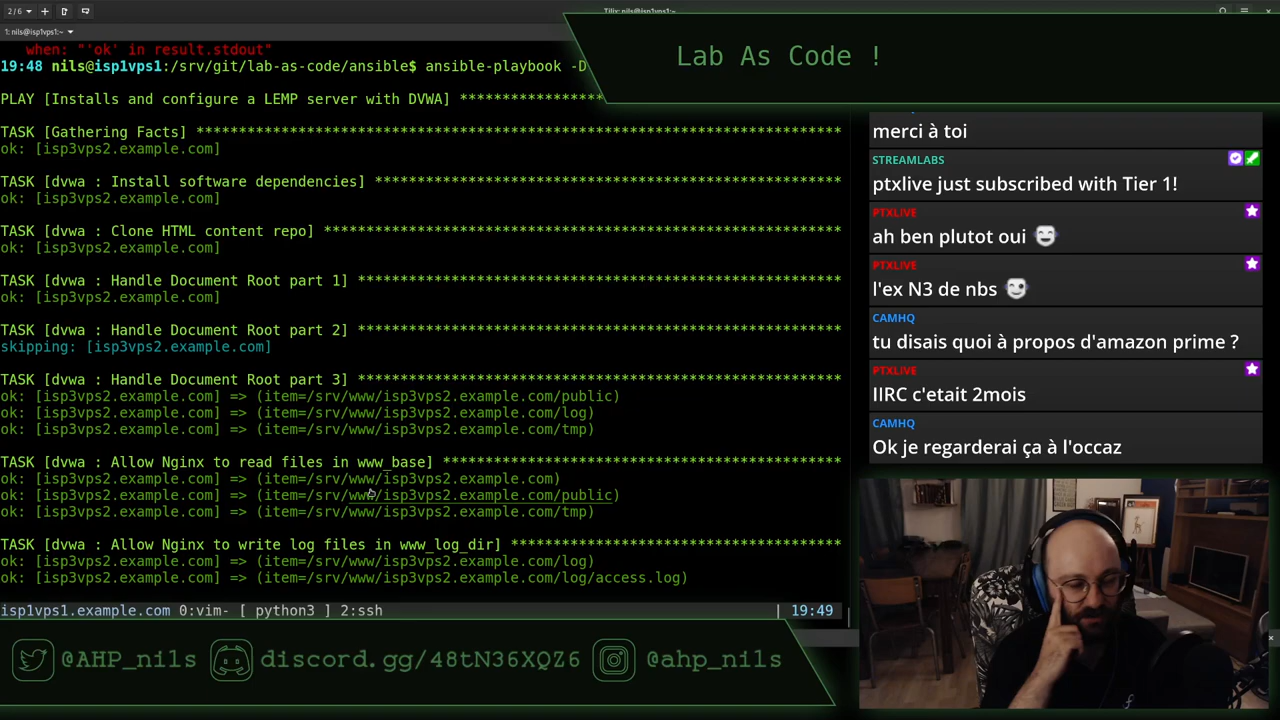 2/6
Tilix: nils@isp1vps1:~
1: nils@isp1vps1:~
when: "'ok' in result.stdout"
19:48 nils@isp1vps1:/srv/git/lab-as-code/ansible$ ansible-playbook -D
Lab As Code !
PLAY [Installs and configure a LEMP server with DVWA] ******************
TASK [Gathering Facts] *****************************************************************************
ok: [isp3vps2.example.com]
TASK [dvwa : Install software dependencies] ********************************************************
ok: [isp3vps2.example.com]
TASK [dvwa : Clone HTML content repo] **************************************************************
ok: [isp3vps2.example.com]
TASK [dvwa : Handle Document Root part 1] **********************************************************
ok: [isp3vps2.example.com]
TASK [dvwa : Handle Document Root part 2] **********************************************************
skipping: [isp3vps2.example.com]
TASK [dvwa : Handle Document Root part 3] **********************************************************
ok: [isp3vps2.example.com] => (item=/srv/www/isp3vps2.example.com/public)
ok: [isp3vps2.example.com] => (item=/srv/www/isp3vps2.example.com/log)
ok: [isp3vps2.example.com] => (item=/srv/www/isp3vps2.example.com/tmp)
TASK [dvwa : Allow Nginx to read files in www_base] ************************************************
ok: [isp3vps2.example.com] => (item=/srv/www/isp3vps2.example.com)
ok: [isp3vps2.example.com] => (item=/srv/www/isp3vps2.example.com/public)
ok: [isp3vps2.example.com] => (item=/srv/www/isp3vps2.example.com/tmp)
TASK [dvwa : Allow Nginx to write log files in www_log_dir] ****************************************
ok: [isp3vps2.example.com] => (item=/srv/www/isp3vps2.example.com/log)
ok: [isp3vps2.example.com] => (item=/srv/www/isp3vps2.example.com/log/access.log)
isp1vps1.example.com 0:vim- [ python3 ] 2:ssh | 19:49
merci à toi
STREAMLABS
ptxlive just subscribed with Tier 1!
PTXLIVE
ah ben plutot oui
PTXLIVE
l'ex N3 de nbs
CAMHQ
tu disais quoi à propos d'amazon prime ?
PTXLIVE
IIRC c'etait 2mois
CAMHQ
Ok je regarderai ça à l'occaz
@AHP_nils discord.gg/48tN36XQZ6 @ahp_nils